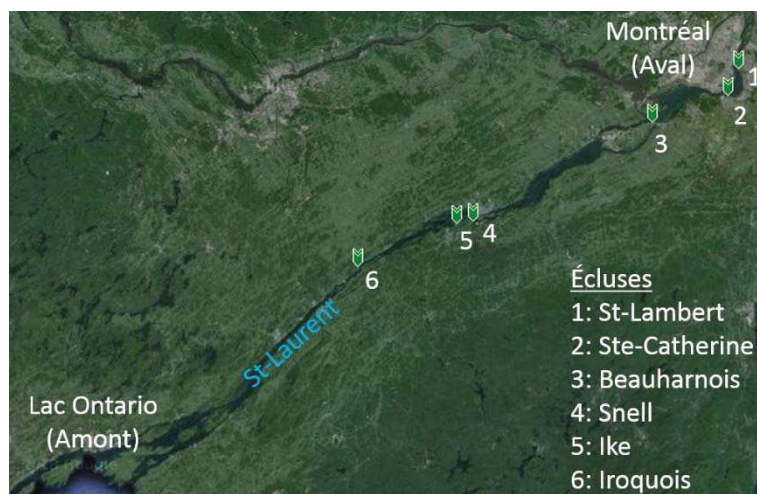 Montréal
(Aval)
1
2
3
4
5
6
St-Laurent
Lac Ontario
(Amont)
Écluses
1: St-Lambert
2: Ste-Catherine
3: Beauharnois
4: Snell
5: Ike
6: Iroquois